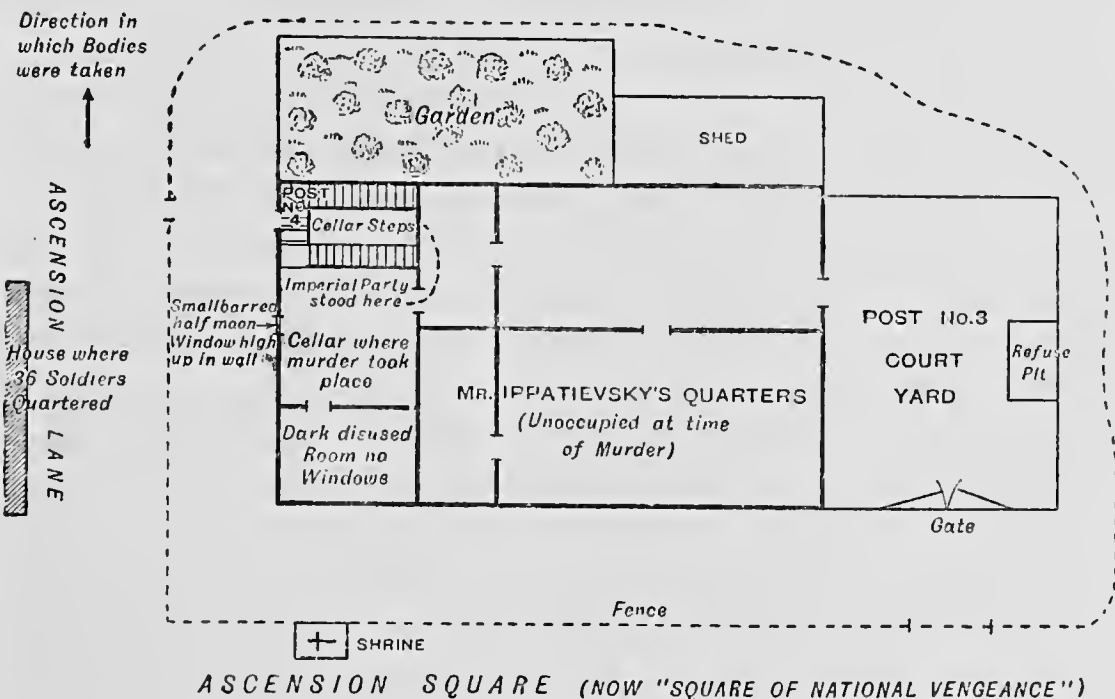 Direction in
which Bodies
were taken
Garden
SHED
POST
No
4
Cellar Steps
Imperial Party
stood here
Small barred
half moon
Window high
up in wall
ASCENSION LANE
House where
36 Soldiers
Quartered
Cellar where
murder took
place
Dark disused
Room no
Windows
MR. IPPATIEVSKY'S QUARTERS
(Unoccupied at time
of Murder)
POST No.3
COURT
YARD
Refuse
Pit
Gate
Fence
SHRINE
ASCENSION SQUARE (NOW "SQUARE OF NATIONAL VENGEANCE")